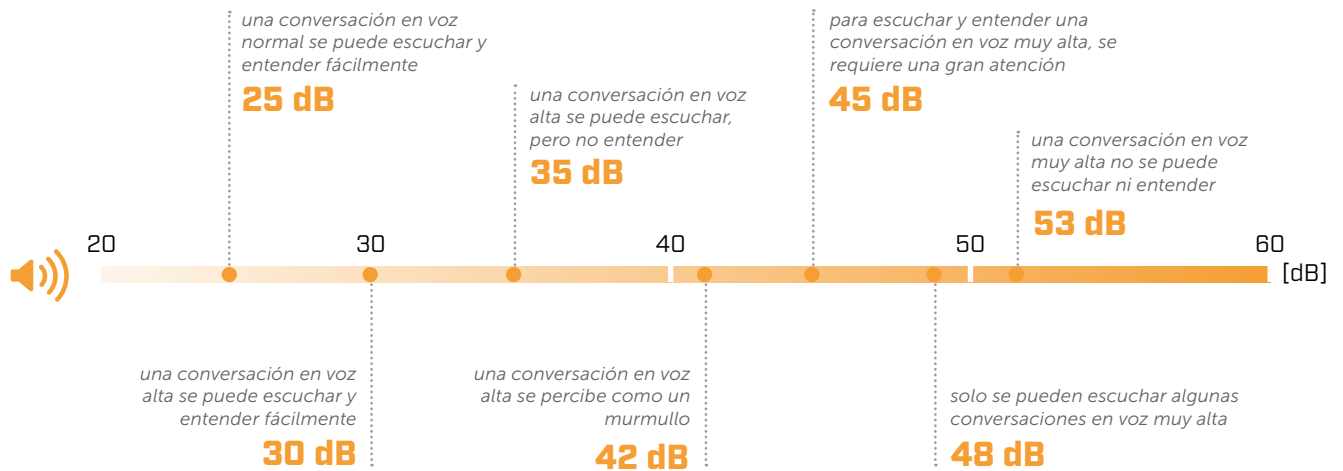 una conversación en voz
normal se puede escuchar y
entender fácilmente
25 dB
una conversación en voz
alta se puede escuchar,
pero no entender
35 dB
para escuchar y entender una
conversación en voz muy alta, se
requiere una gran atención
45 dB
una conversación en voz
muy alta no se puede
escuchar ni entender
53 dB
20 30 40 50 60
[dB]
una conversación en voz
alta se puede escuchar y
entender fácilmente
30 dB
una conversación en voz
alta se percibe como un
murmullo
42 dB
solo se pueden escuchar algunas
conversaciones en voz muy alta
48 dB